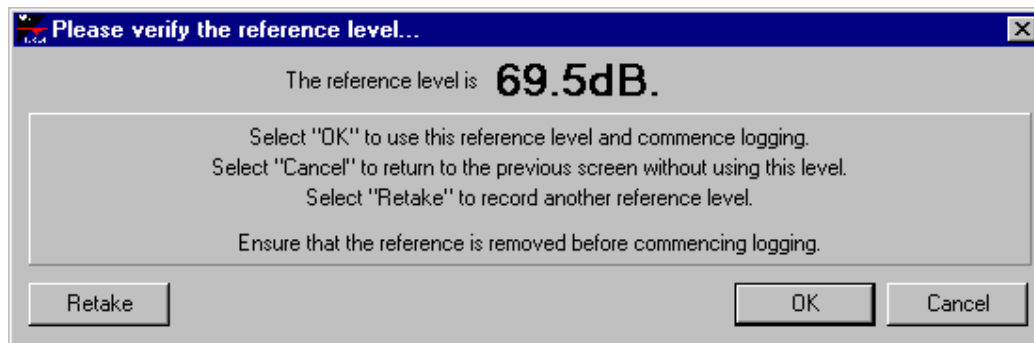 Please verify the reference level...
The reference level is 69.5dB.
Select "OK" to use this reference level and commence logging.
Select "Cancel" to return to the previous screen without using this level.
Select "Retake" to record another reference level.
Ensure that the reference is removed before commencing logging.
Retake OK Cancel